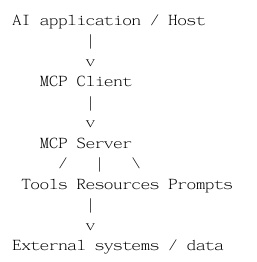 AI application / Host
|
v
MCP Client
|
v
MCP Server
/ | \
Tools Resources Prompts
|
v
External systems / data